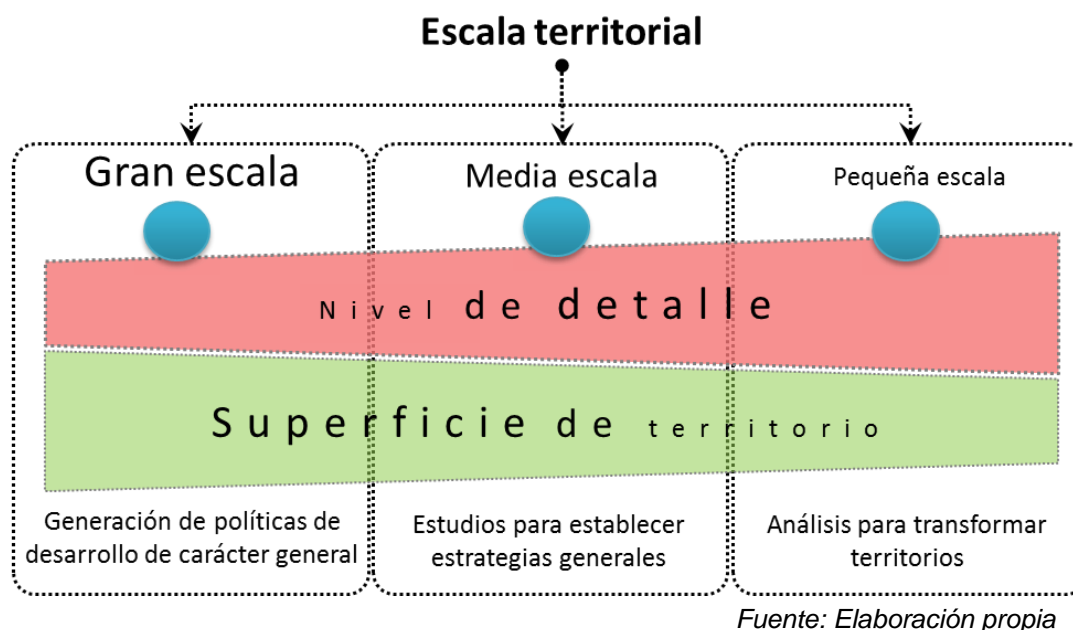 Escala territorial
Gran escala
Media escala
Pequeña escala
Nivel de detalle
Superficie de territorio
Generación de políticas de
desarrollo de carácter general
Estudios para establecer
estrategias generales
Análisis para transformar
territorios
Fuente: Elaboración propia